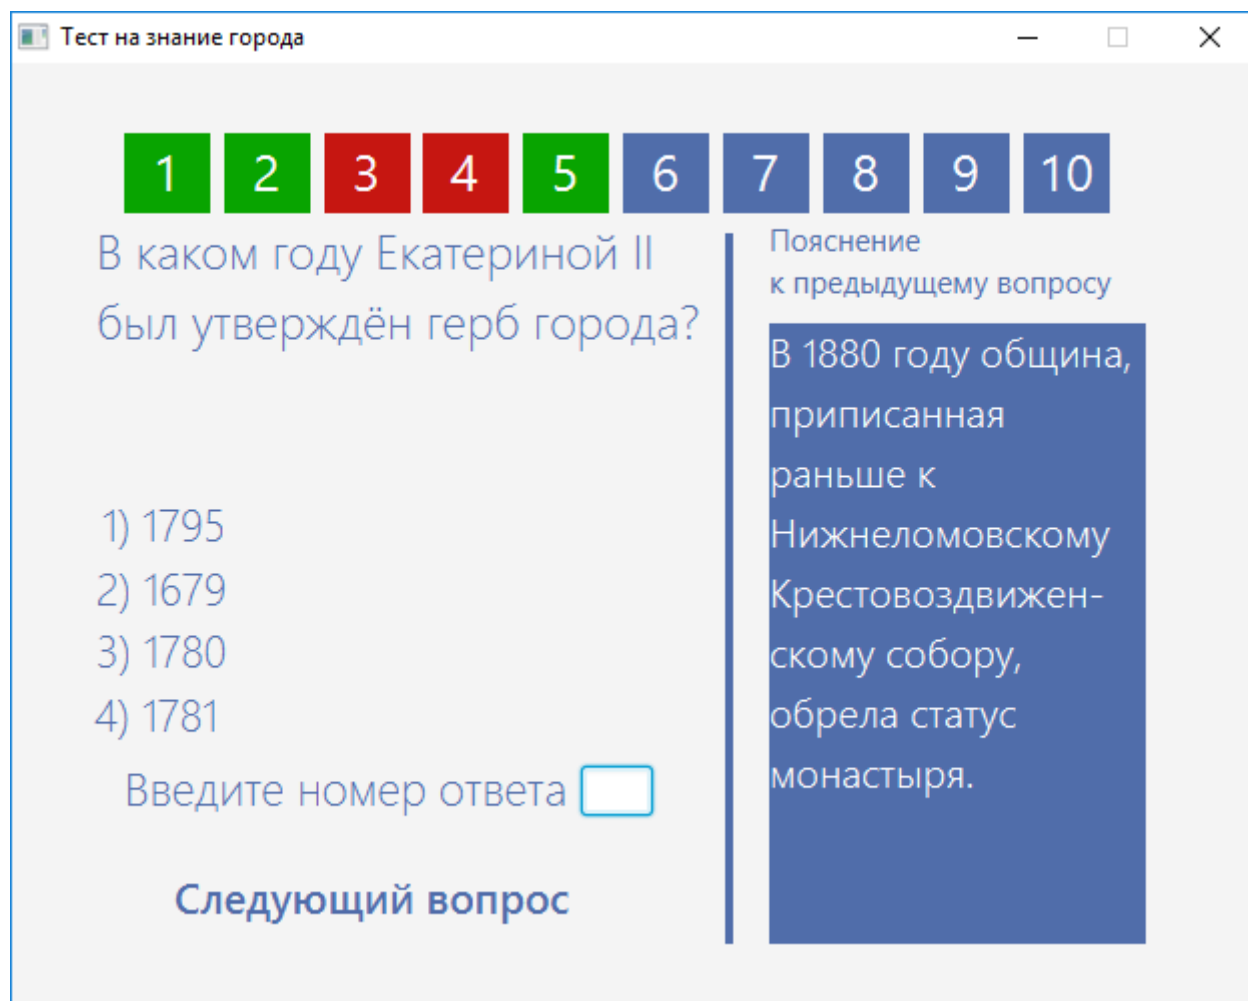 Тест на знание города
1 2 3 4 5 6 7 8 9 10
В каком году Екатериной II
был утверждён герб города?
1) 1795
2) 1679
3) 1780
4) 1781
Введите номер ответа
Следующий вопрос
Пояснение
к предыдущему вопросу
В 1880 году община,
приписанная
раньше к
Нижнеломовскому
Крестовоздвижен-
скому собору,
обрела статус
монастыря.